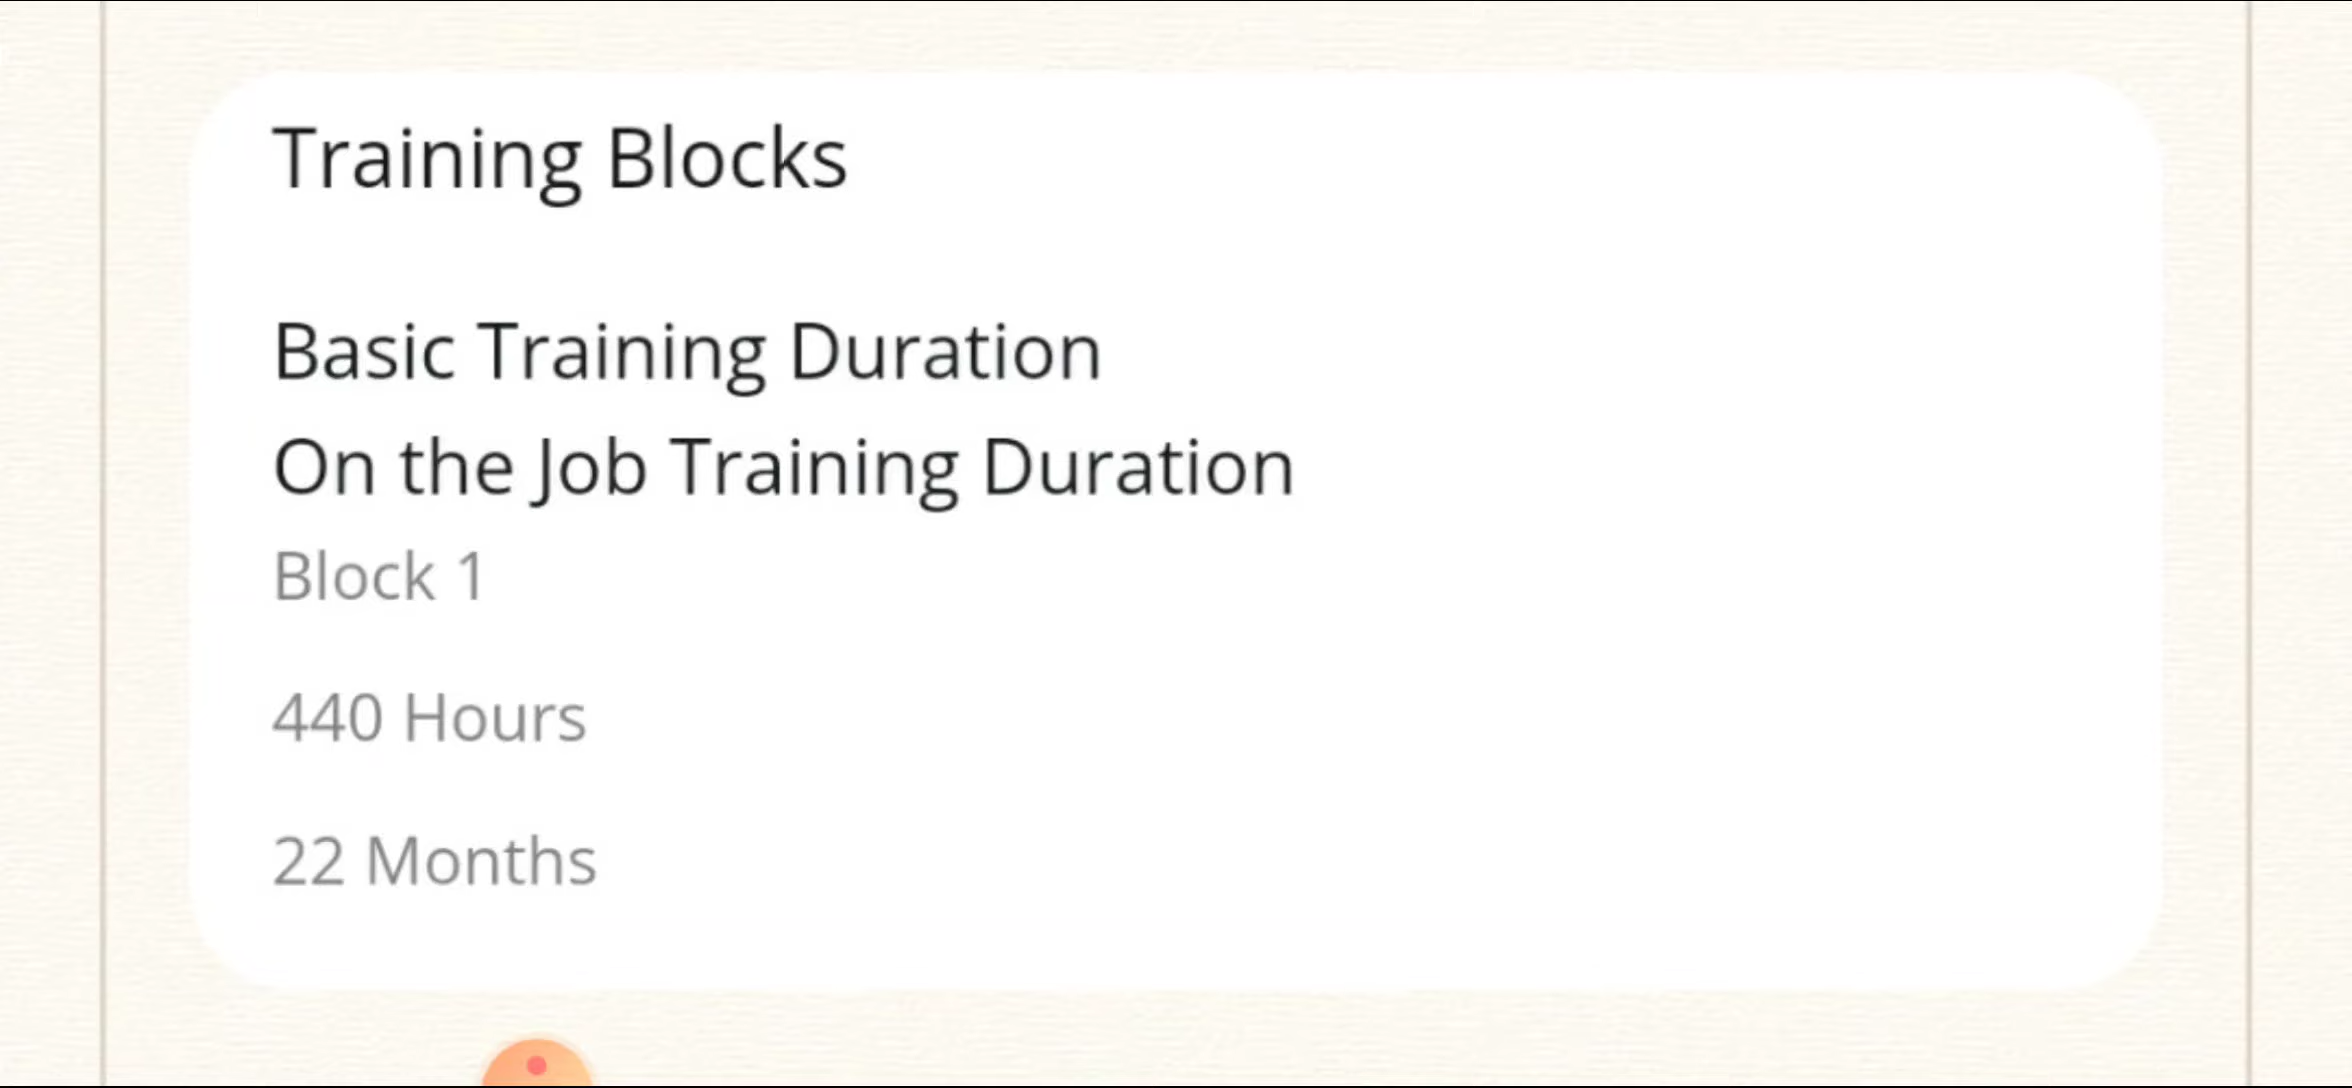 Training Blocks
Basic Training Duration
On the Job Training Duration
Block 1
440 Hours
22 Months